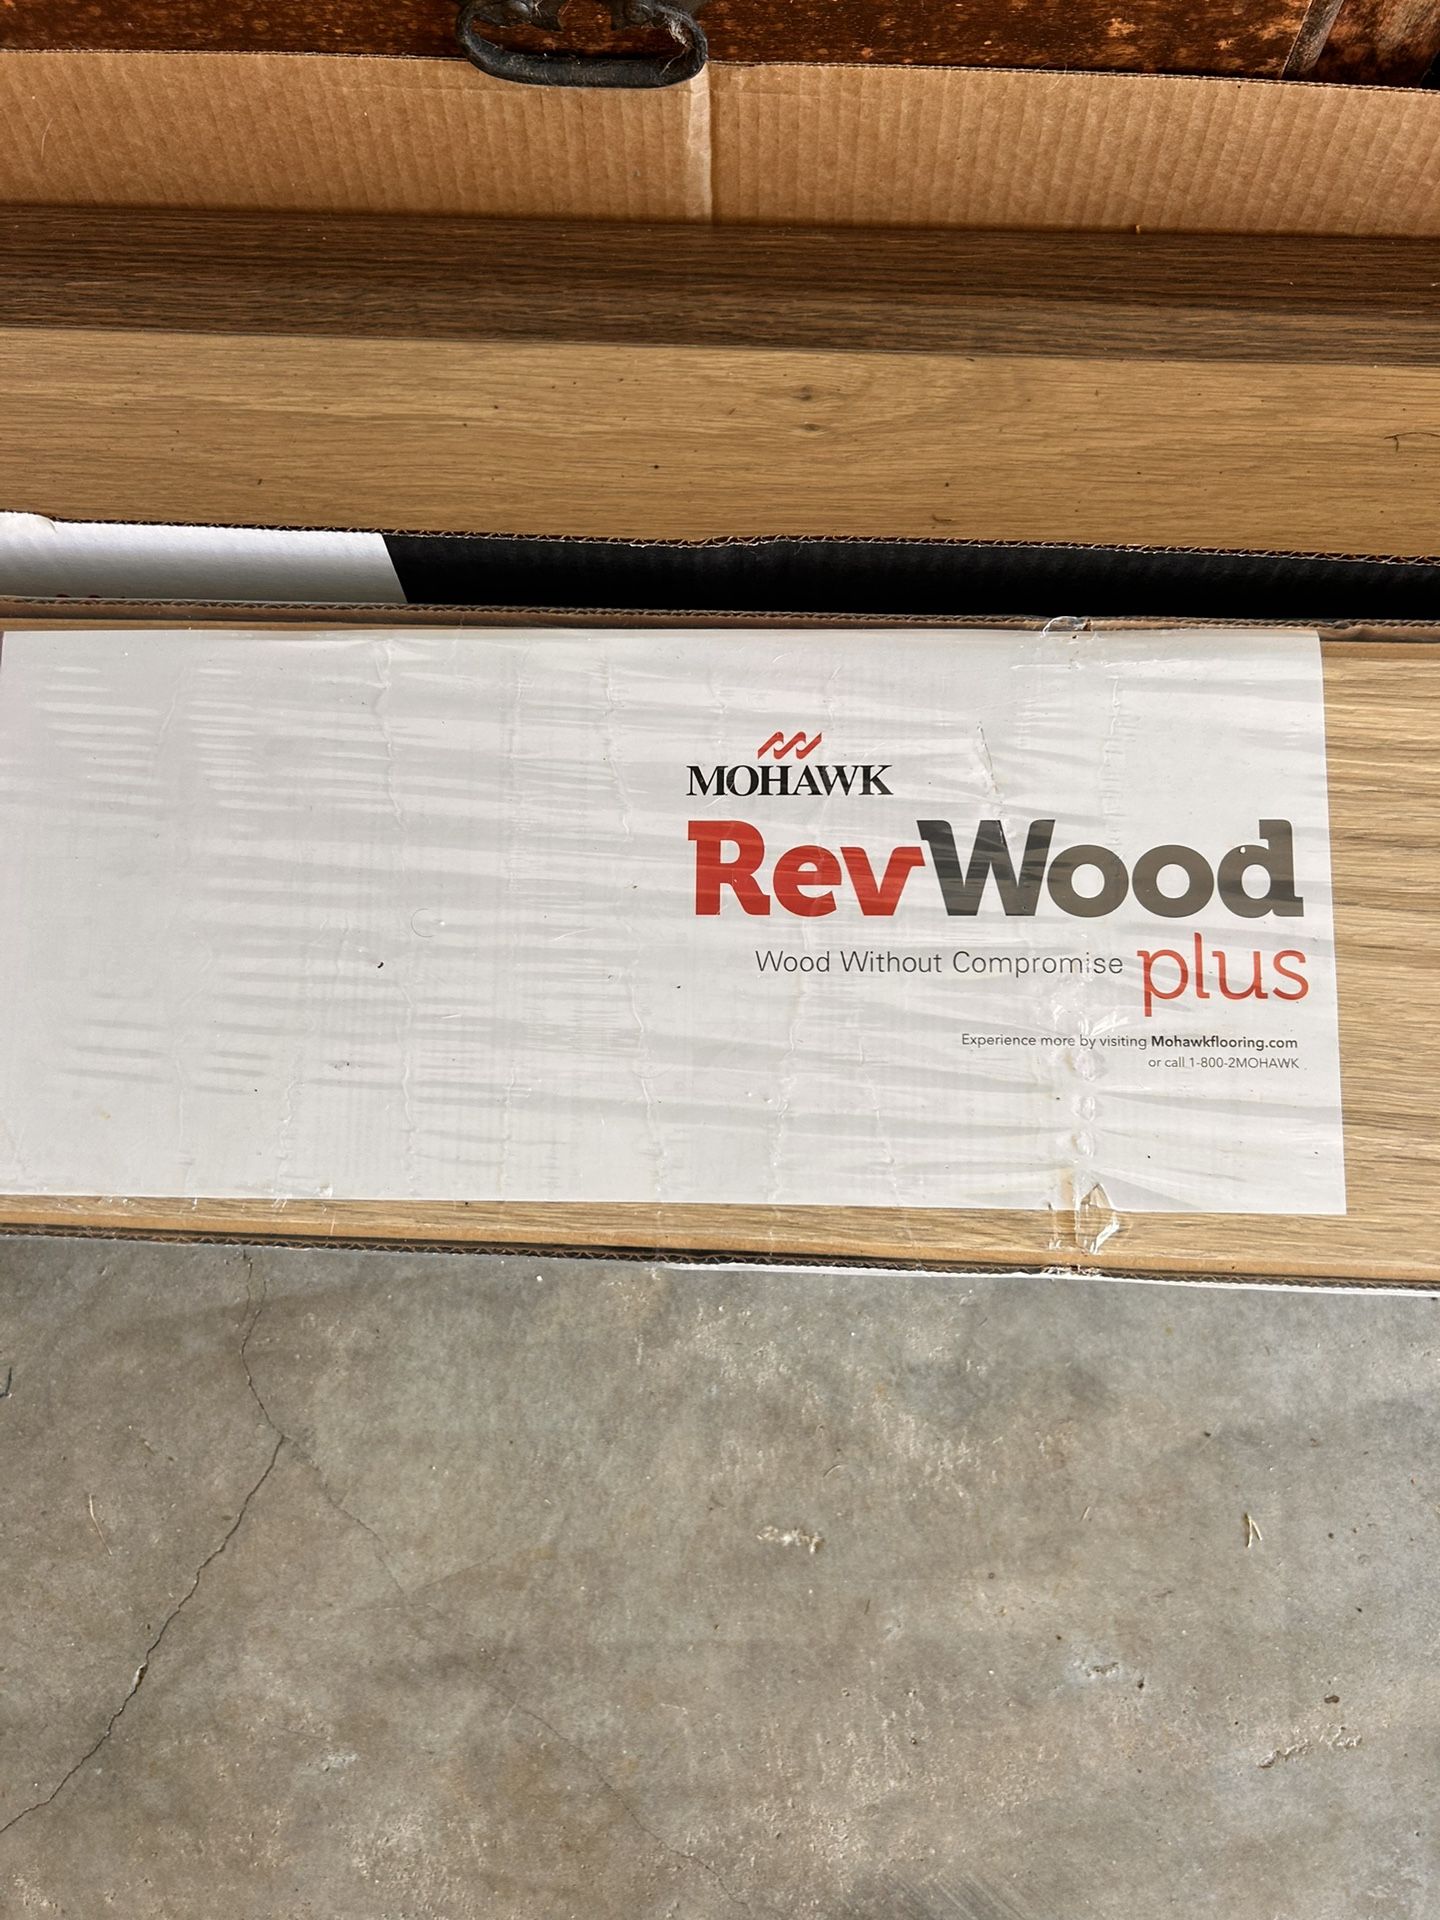 MOHAWK
RevWood
Wood Without Compromise plus
Experience more by visiting Mohawkflooring.com
or call 1-800-2MOHAWK